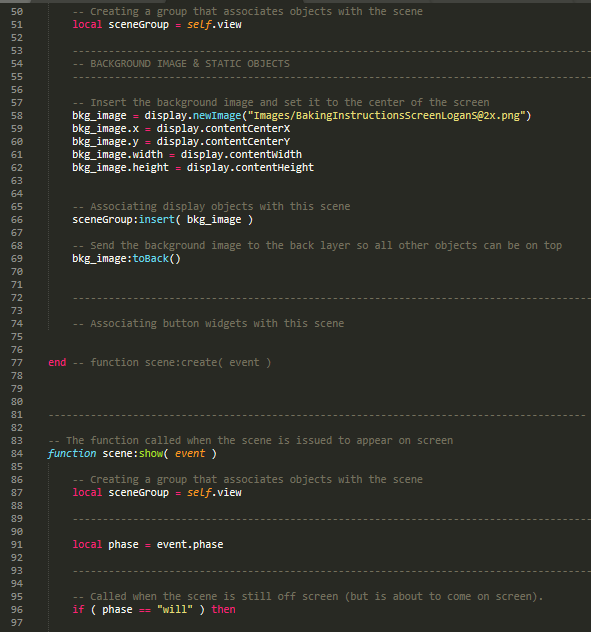 50 -- Creating a group that associates objects with the scene
51 local sceneGroup = self.view
52
53 --------------------------------------------------------------------------------------
54 -- BACKGROUND IMAGE & STATIC OBJECTS
55 --------------------------------------------------------------------------------------
56
57 -- Insert the background image and set it to the center of the screen
58 bkg_image = display.newImage("Images/BakingInstructionsScreenLoganS@2x.png")
59 bkg_image.x = display.contentCenterX
60 bkg_image.y = display.contentCenterY
61 bkg_image.width = display.contentWidth
62 bkg_image.height = display.contentHeight
63
64
65 -- Associating display objects with this scene
66 sceneGroup:insert( bkg_image )
67
68 -- Send the background image to the back layer so all other objects can be on top
69 bkg_image:toBack()
70
71
72 --------------------------------------------------------------------------------------
73
74 -- Associating button widgets with this scene
75
76
77 end -- function scene:create( event )
78
79
80
81 -----------------------------------------------------------------------------------------
82
83 -- The function called when the scene is issued to appear on screen
84 function scene:show( event )
85
86 -- Creating a group that associates objects with the scene
87 local sceneGroup = self.view
88
89 --------------------------------------------------------------------------------------
90
91 local phase = event.phase
92
93 --------------------------------------------------------------------------------------
94
95 -- Called when the scene is still off screen (but is about to come on screen).
96 if ( phase == "will" ) then
97